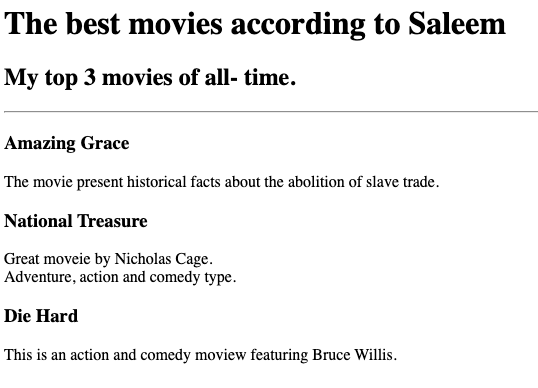 The best movies according to Saleem
My top 3 movies of all- time.
Amazing Grace
The movie present historical facts about the abolition of slave trade.
National Treasure
Great moveie by Nicholas Cage.
Adventure, action and comedy type.
Die Hard
This is an action and comedy moview featuring Bruce Willis.